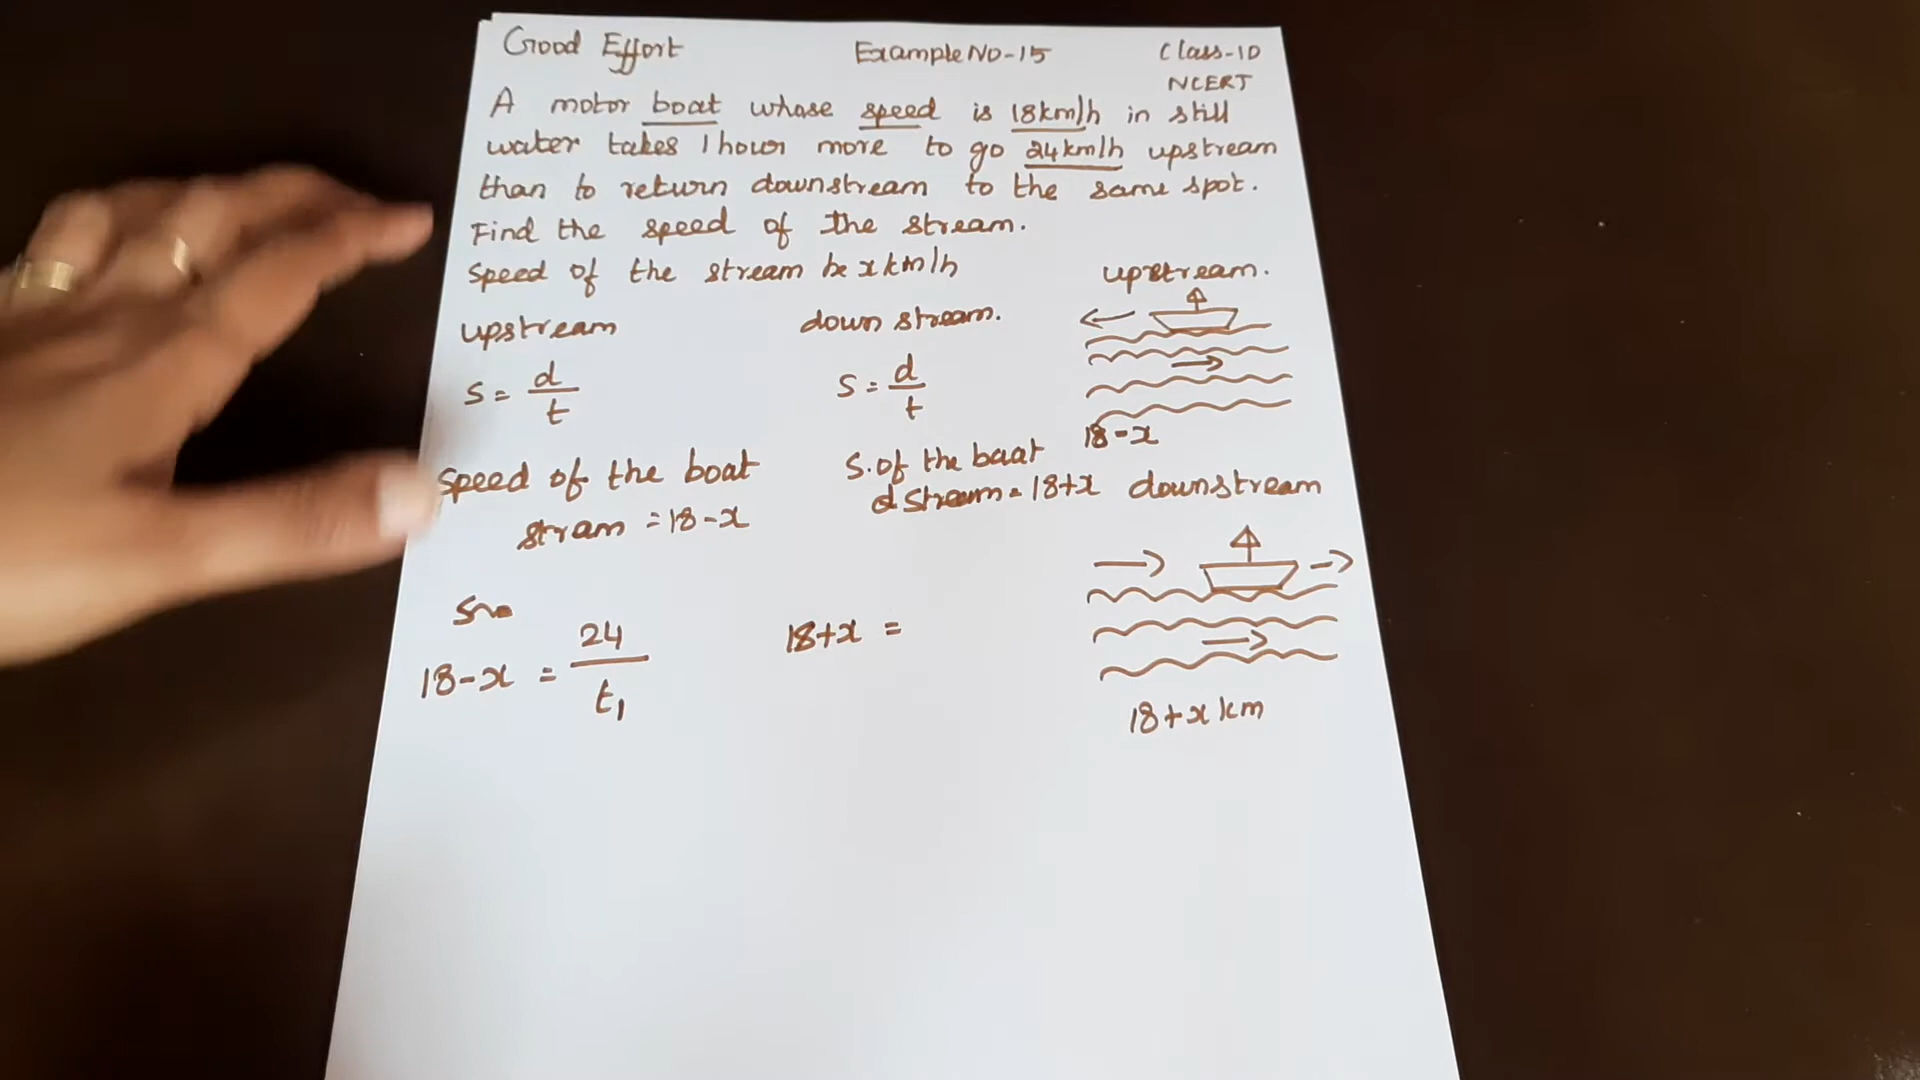 Good Effort Example NO-15 Class-10
NCERT
A motor boat whose speed is 18km/h in still
water takes 1 hour more to go 24km/h upstream
than to return downstream to the same spot.
Find the speed of the stream.
Speed of the stream be x km/h
upstream.
upstream down stream.
S = d/t S = d/t
18-x
Speed of the boat S.of the boat
stram = 18-x d Stream = 18+x downstream
18-x = 24/t₁ 18+x =
18+x km